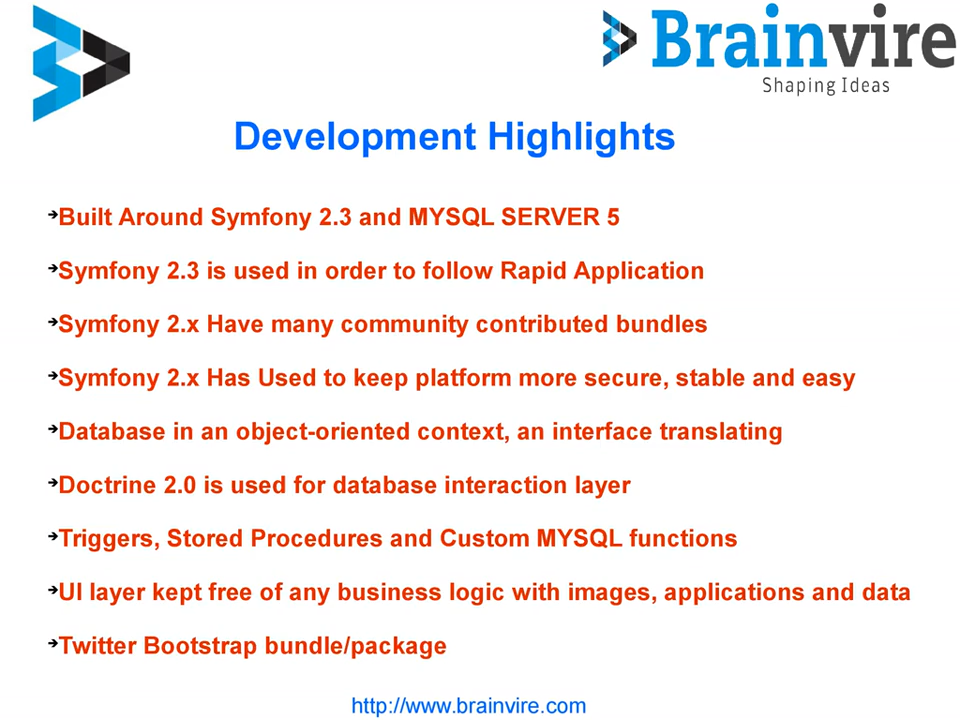 Brainvire
Shaping Ideas
Development Highlights
➔Built Around Symfony 2.3 and MYSQL SERVER 5
➔Symfony 2.3 is used in order to follow Rapid Application
➔Symfony 2.x Have many community contributed bundles
➔Symfony 2.x Has Used to keep platform more secure, stable and easy
➔Database in an object-oriented context, an interface translating
➔Doctrine 2.0 is used for database interaction layer
➔Triggers, Stored Procedures and Custom MYSQL functions
➔UI layer kept free of any business logic with images, applications and data
➔Twitter Bootstrap bundle/package
http://www.brainvire.com